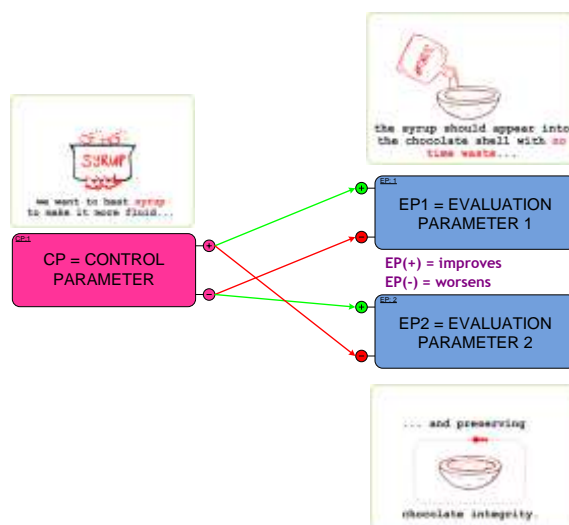 the syrup should appear into
the chocolate shell with no
time waste...
SYRUP
we want to heat syrup
to make it more fluid...
CP:1
CP = CONTROL
PARAMETER
+
−
+
EP: 1
EP1 = EVALUATION
PARAMETER 1
−
EP(+) = improves
EP(-) = worsens
+
EP: 2
EP2 = EVALUATION
PARAMETER 2
−
... and preserving
chocolate integrity.